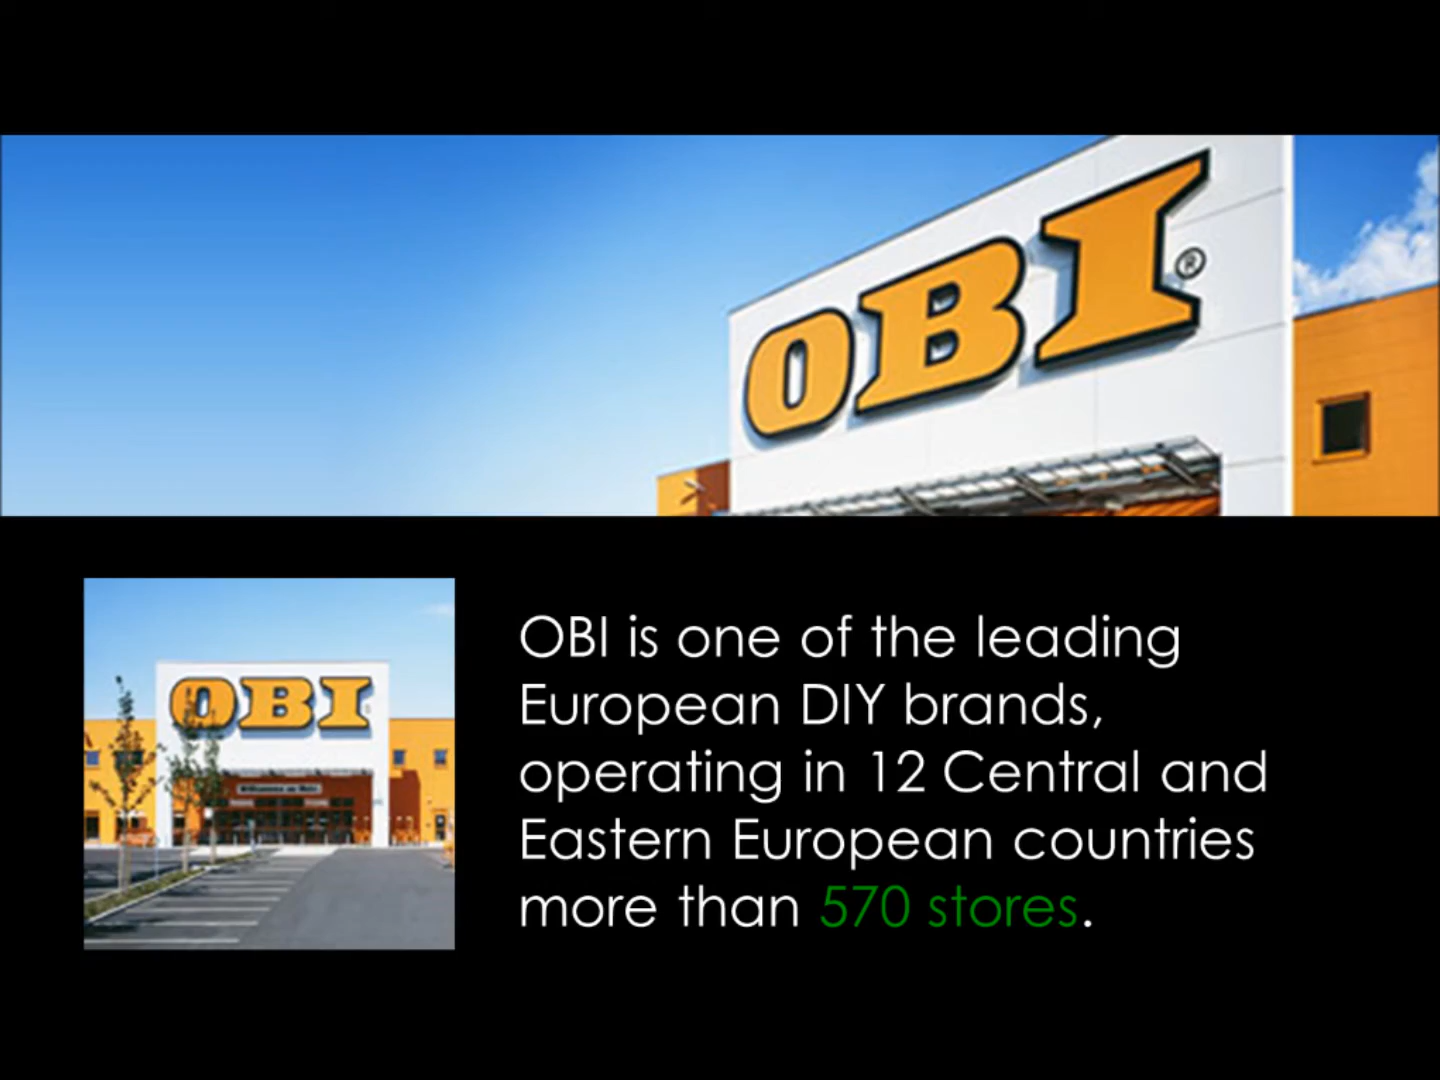 OBI®
OBI
OBI is one of the leading
European DIY brands,
operating in 12 Central and
Eastern European countries
more than 570 stores.